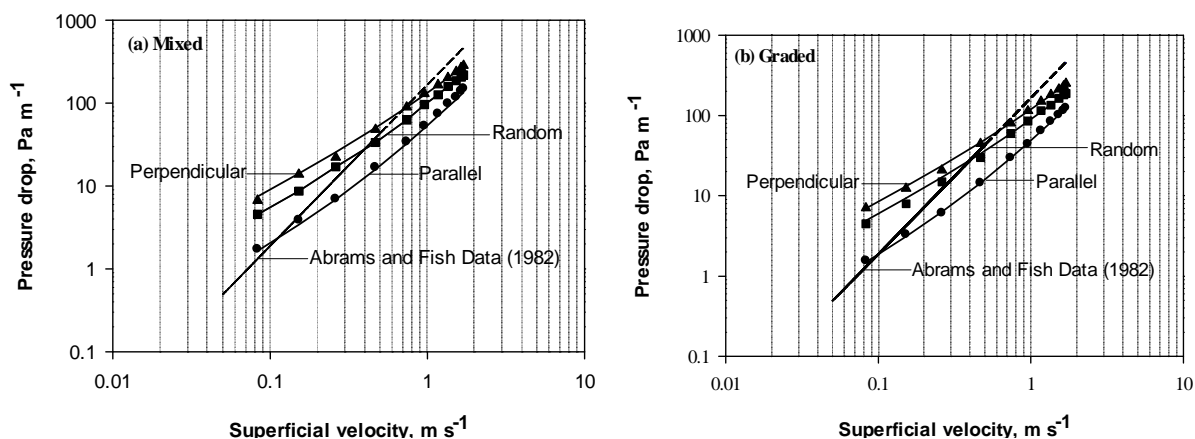 (a) Mixed
Pressure drop, Pa m -1
1000
100
10
1
0.1
0.01
0.1
1
10
Superficial velocity, m s-1
Perpendicular
Random
Parallel
Abrams and Fish Data (1982)
(b) Graded
Pressure drop, Pa m -1
1000
100
10
1
0.1
0.01
0.1
1
10
Superficial velocity, m s-1
Perpendicular
Random
Parallel
Abrams and Fish Data (1982)